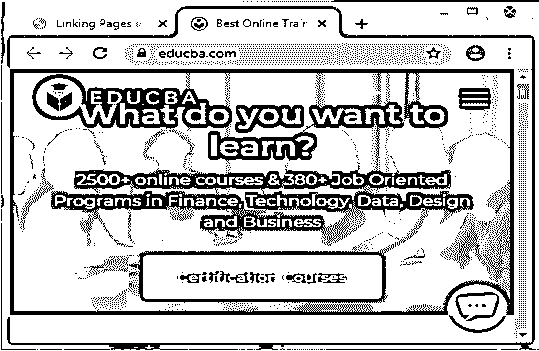 Linking Pages
Best Online Trair
educba.com
EDUCBA
What do you want to
learn?
2500+ online courses & 380+ Job Oriented
Programs in Finance, Technology, Data, Design
and Business
Certification Courses